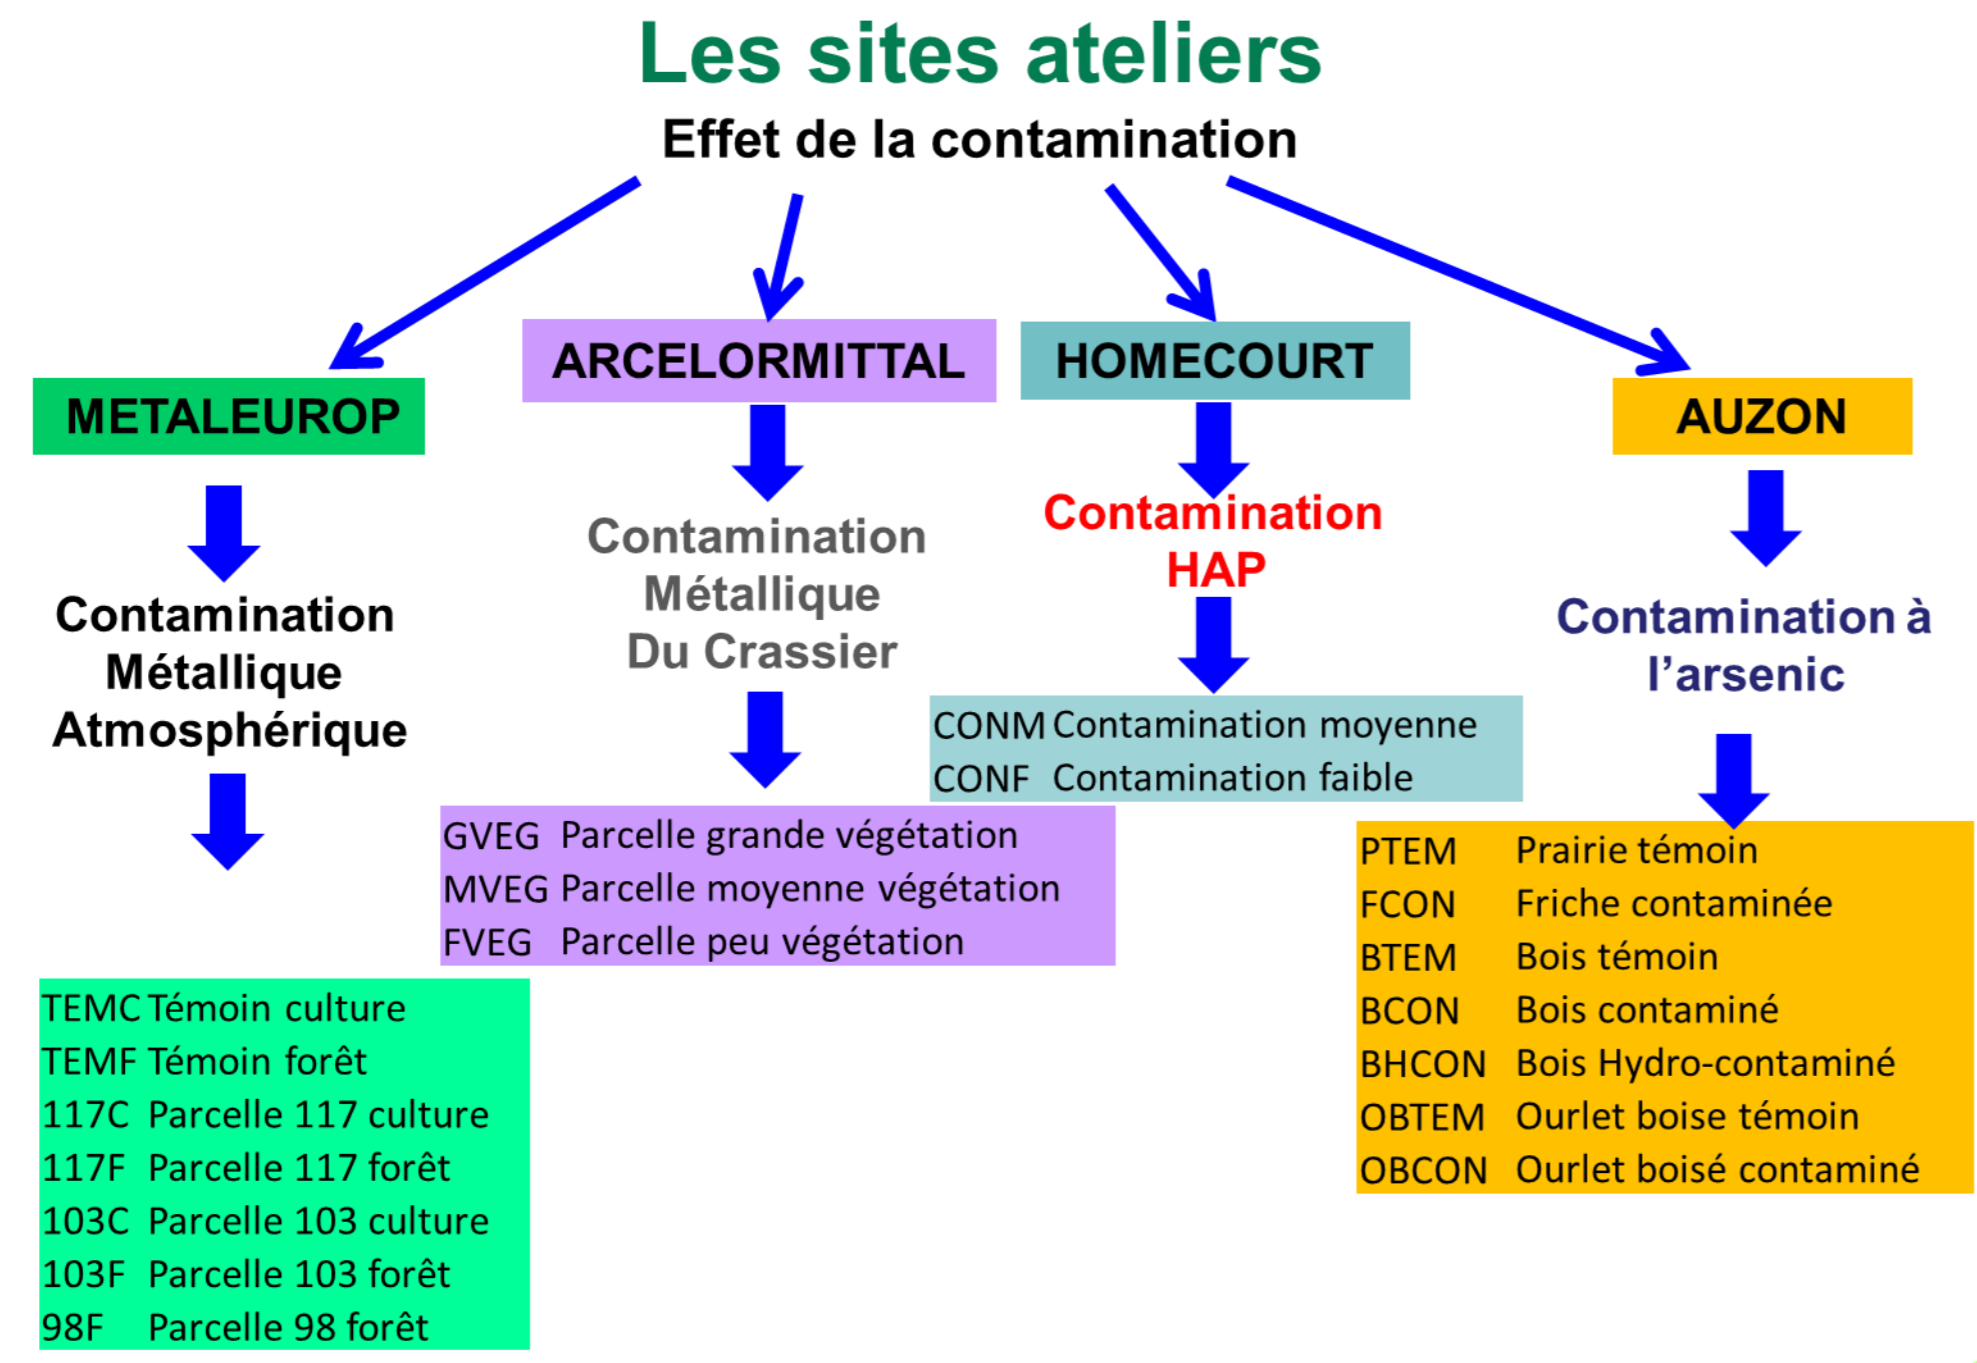 Les sites ateliers
Effet de la contamination
METALEUROP
Contamination
Métallique
Atmosphérique
TEMC Témoin culture
TEMF Témoin forêt
117C Parcelle 117 culture
117F Parcelle 117 forêt
103C Parcelle 103 culture
103F Parcelle 103 forêt
98F Parcelle 98 forêt
ARCELORMITTAL
Contamination
Métallique
Du Crassier
GVEG Parcelle grande végétation
MVEG Parcelle moyenne végétation
FVEG Parcelle peu végétation
HOMECOURT
Contamination
HAP
CONM Contamination moyenne
CONF Contamination faible
AUZON
Contamination à
l’arsenic
PTEM Prairie témoin
FCON Friche contaminée
BTEM Bois témoin
BCON Bois contaminé
BHCON Bois Hydro-contaminé
OBTEM Ourlet boise témoin
OBCON Ourlet boisé contaminé